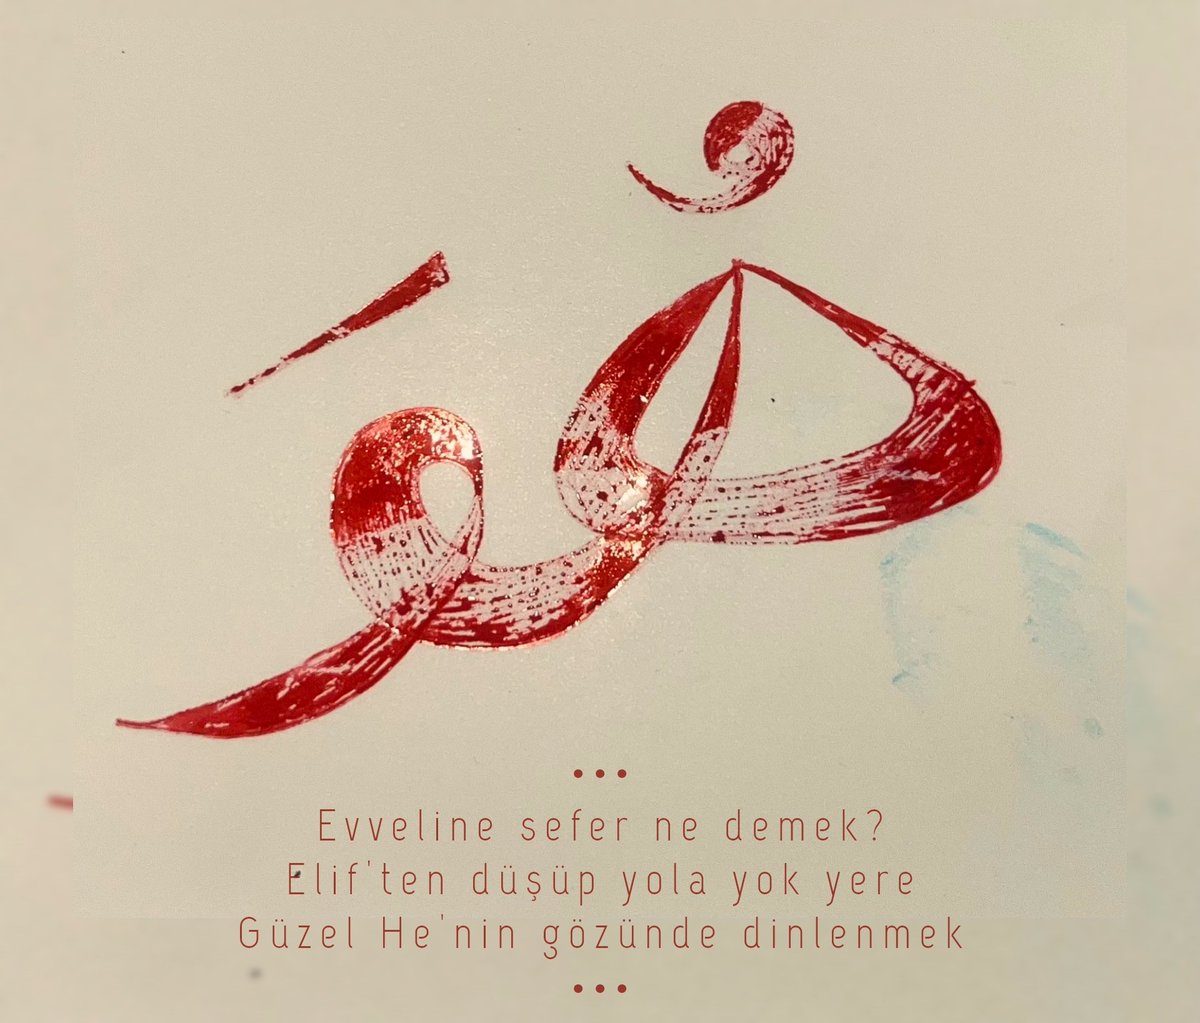 هُوَ
•••
Evveline sefer ne demek?
Elif'ten düşüp yola yok yere
Güzel He'nin gözünde dinlenmek
•••